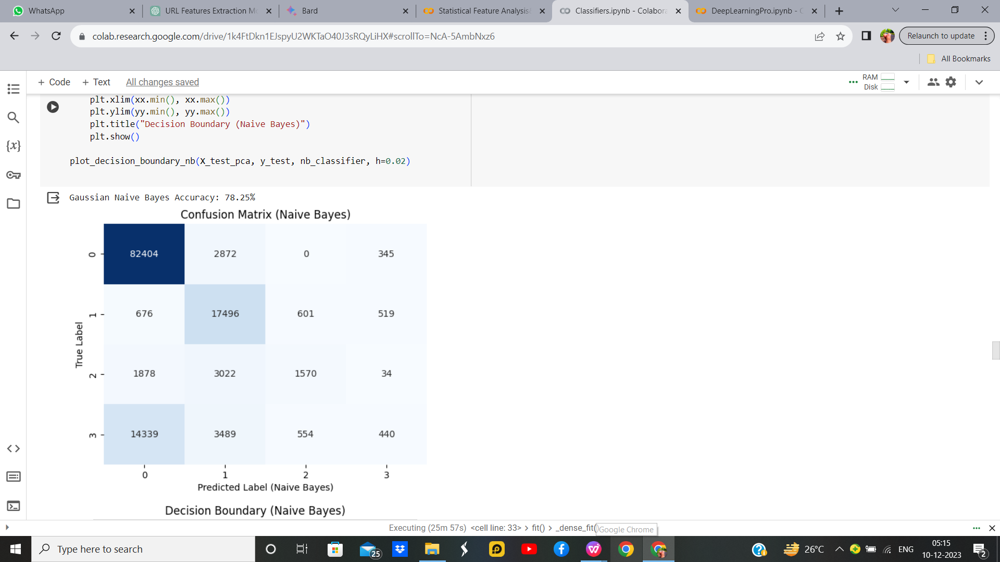 WhatsApp
URL Features Extraction Mo
Bard
Statistical Feature Analysis
Classifiers.ipynb - Colabora
DeepLearningPro.ipynb - C
colab.research.google.com/drive/1k4FtDkn1EJspyU2WKTaO40J3sRQyLiHX#scrollTo=NcA-5AmbNxz6
Relaunch to update
All Bookmarks
+ Code + Text All changes saved
RAM
Disk
plt.xlim(xx.min(), xx.max())
plt.ylim(yy.min(), yy.max())
plt.title("Decision Boundary (Naive Bayes)")
plt.show()
plot_decision_boundary_nb(X_test_pca, y_test, nb_classifier, h=0.02)
{x}
Gaussian Naive Bayes Accuracy: 78.25%
Confusion Matrix (Naive Bayes)
0 82404 2872 0 345
1 676 17496 601 519
2 1878 3022 1570 34
3 14339 3489 554 440
True Label
0 1 2 3
Predicted Label (Naive Bayes)
Decision Boundary (Naive Bayes)
Executing (25m 57s) <cell line: 33> > fit() > _dense_fit()
Google Chrome
Type here to search
25
26°C
ENG
05:15
10-12-2023
2